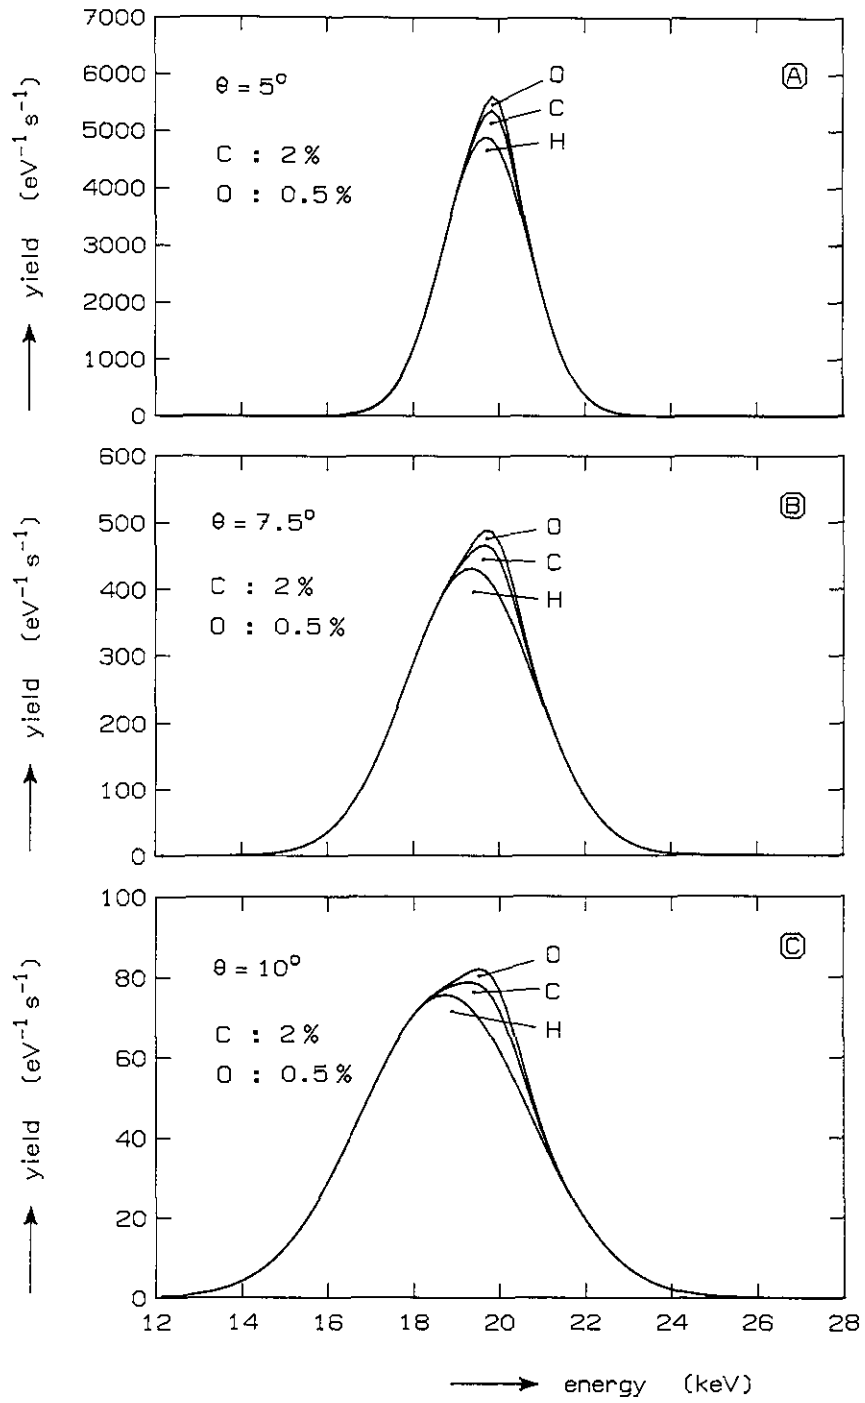 7000
6000
5000
4000
3000
2000
1000
0
yield (eV⁻¹ s⁻¹)
θ = 5°
C : 2%
O : 0.5%
O
C
H
A
600
500
400
300
200
100
0
yield (eV⁻¹ s⁻¹)
θ = 7.5°
C : 2%
O : 0.5%
O
C
H
B
100
80
60
40
20
0
yield (eV⁻¹ s⁻¹)
θ = 10°
C : 2%
O : 0.5%
O
C
H
C
12 14 16 18 20 22 24 26 28
energy (keV)